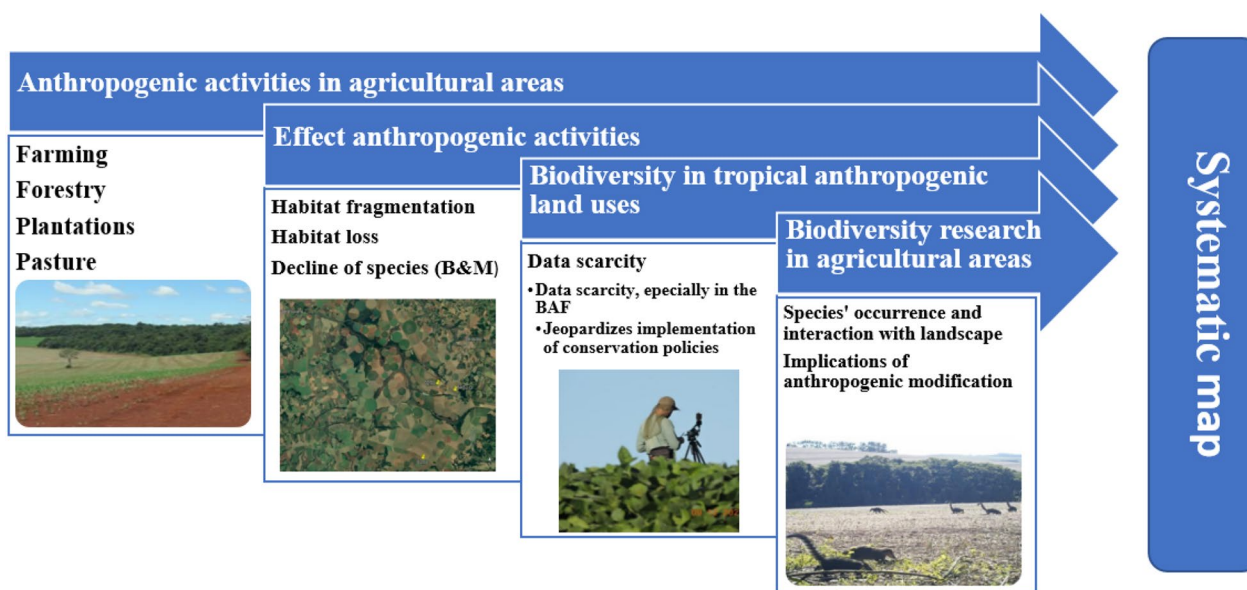 Anthropogenic activities in agricultural areas
Farming
Forestry
Plantations
Pasture
Effect anthropogenic activities
Habitat fragmentation
Habitat loss
Decline of species (B&M)
Biodiversity in tropical anthropogenic
land uses
Data scarcity
•Data scarcity, epecially in the
BAF
•Jeopardizes implementation
of conservation policies
Biodiversity research
in agricultural areas
Species' occurrence and
interaction with landscape
Implications of
anthropogenic modification
Systematic map